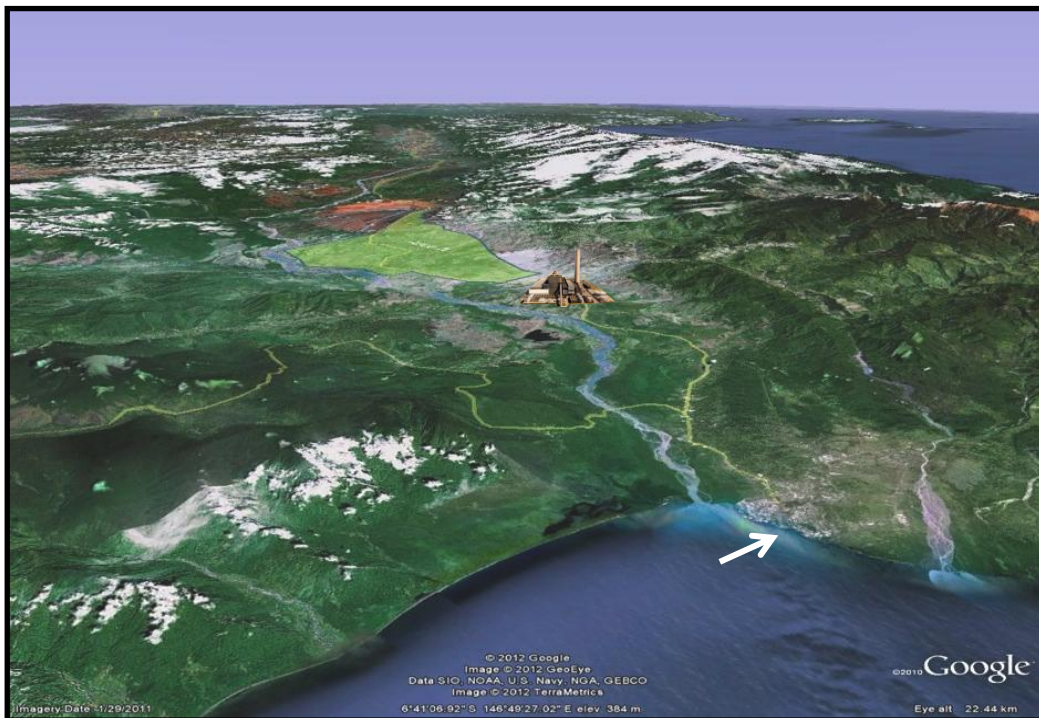 © 2012 Google
Image © 2012 GeoEye
Data SIO, NOAA, U.S. Navy, NGA, GEBCO
Image © 2012 TerraMetrics
©2010 Google
Imagery Date: 1/29/2011
6°41'06.92" S 146°49'27.02" E elev 384 m
Eye alt 22.44 km